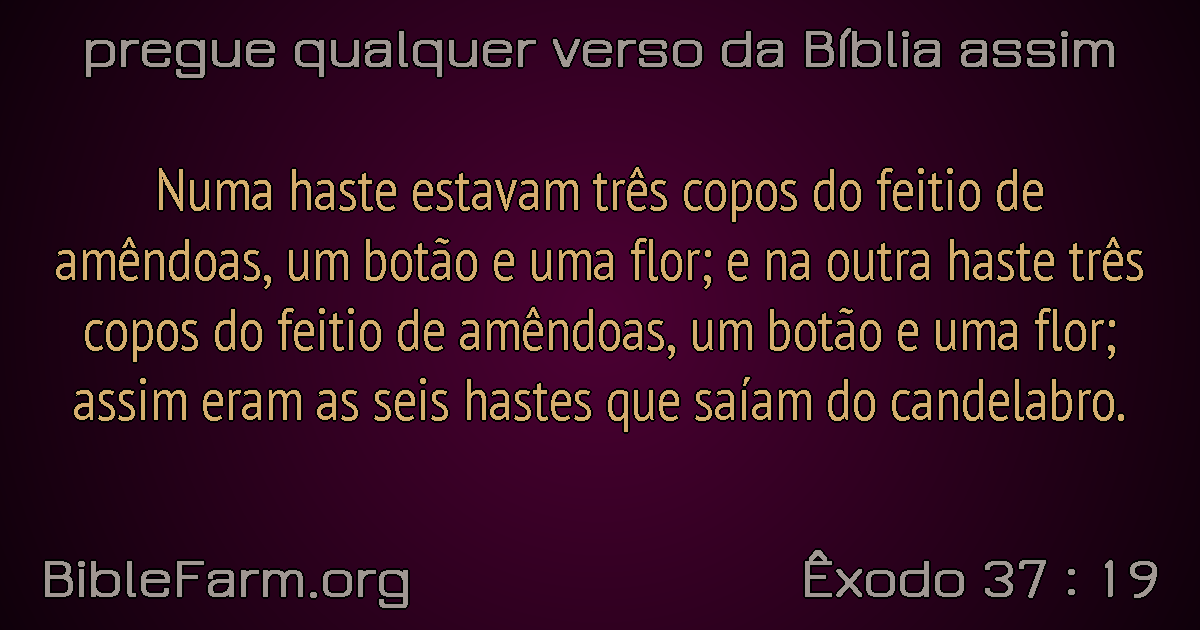 pregue qualquer verso da Bíblia assim
Numa haste estavam três copos do feitio de
amêndoas, um botão e uma flor; e na outra haste três
copos do feitio de amêndoas, um botão e uma flor;
assim eram as seis hastes que saíam do candelabro.
BibleFarm.org
Êxodo 37 : 19